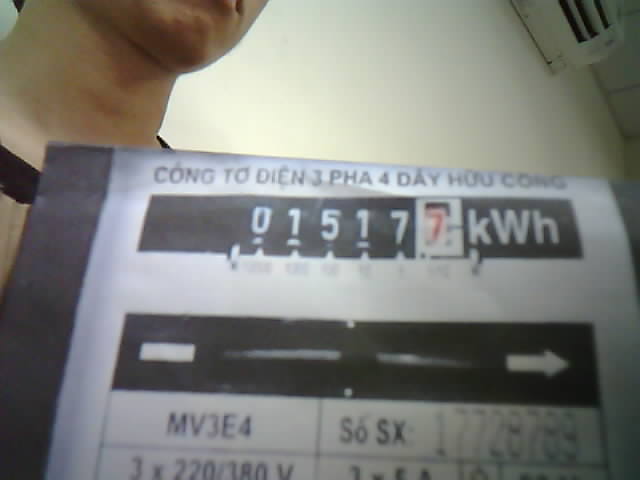 CÔNG TƠ ĐIỆN 3 PHA 4 DÂY HỮU CÔNG
015177 kWh
MV3E4 Số SX: 17728789
3 x 220/380 V 3 x 5 A